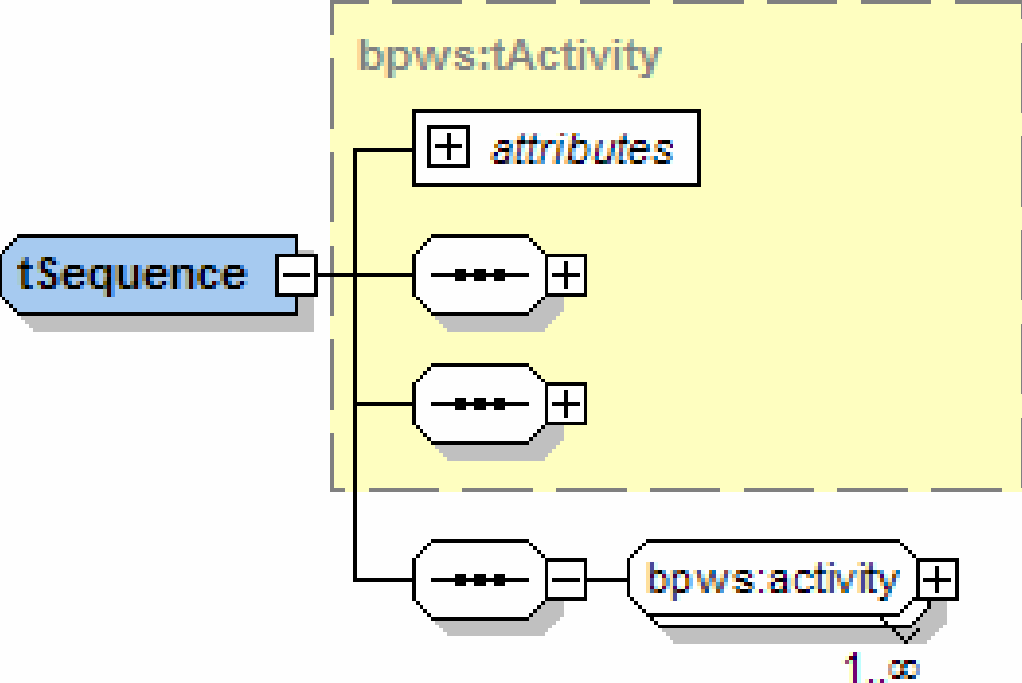 bpws:tActivity
attributes
tSequence
bpws:activity
1..∞